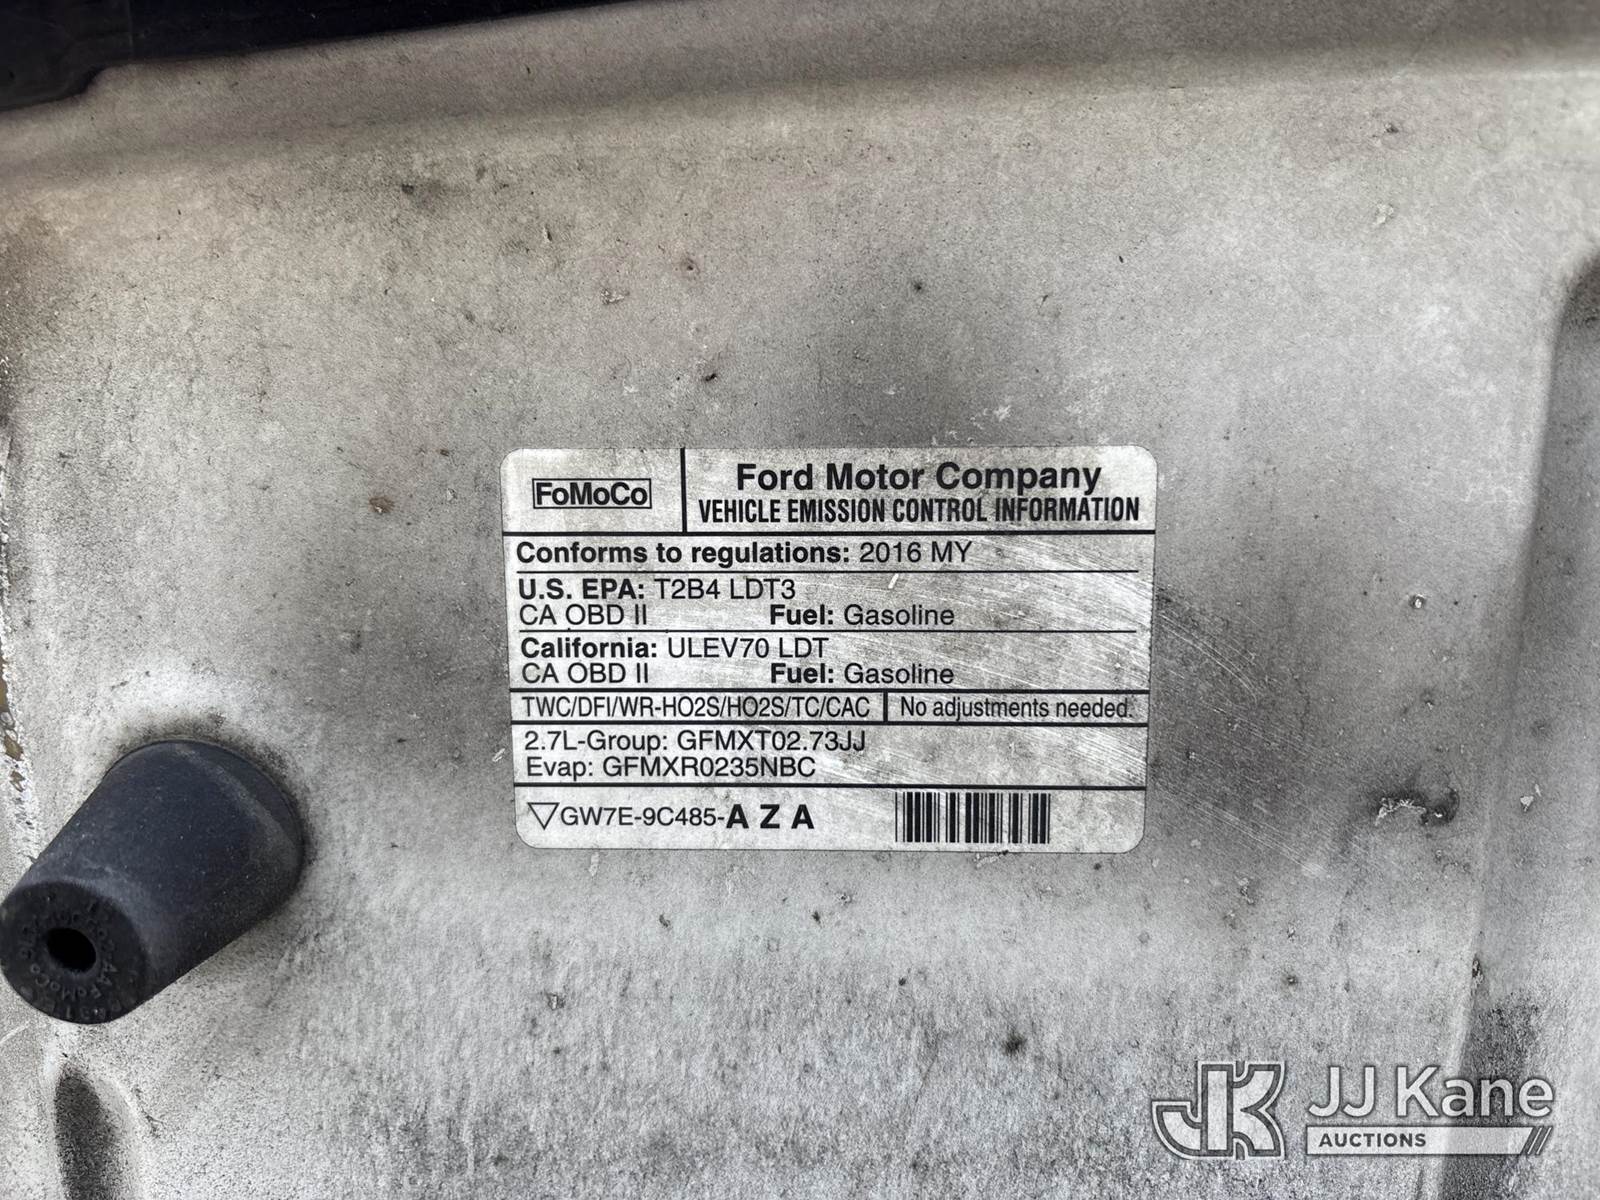 FoMoCo
Ford Motor Company
VEHICLE EMISSION CONTROL INFORMATION
Conforms to regulations: 2016 MY
U.S. EPA: T2B4 LDT3
CA OBD II Fuel: Gasoline
California: ULEV70 LDT
CA OBD II Fuel: Gasoline
TWC/DFI/WR-HO2S/HO2S/TC/CAC No adjustments needed.
2.7L-Group: GFMXT02.73JJ
Evap: GFMXR0235NBC
GW7E-9C485-A Z A
FoMoCo
JK JJ Kane
AUCTIONS